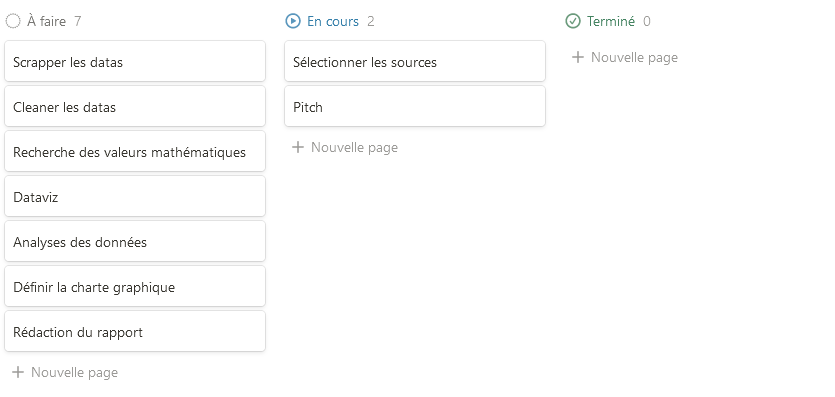 À faire 7
Scrapper les datas
Cleaner les datas
Recherche des valeurs mathématiques
Dataviz
Analyses des données
Définir la charte graphique
Rédaction du rapport
Nouvelle page
En cours 2
Sélectionner les sources
Pitch
Nouvelle page
Terminé 0
Nouvelle page